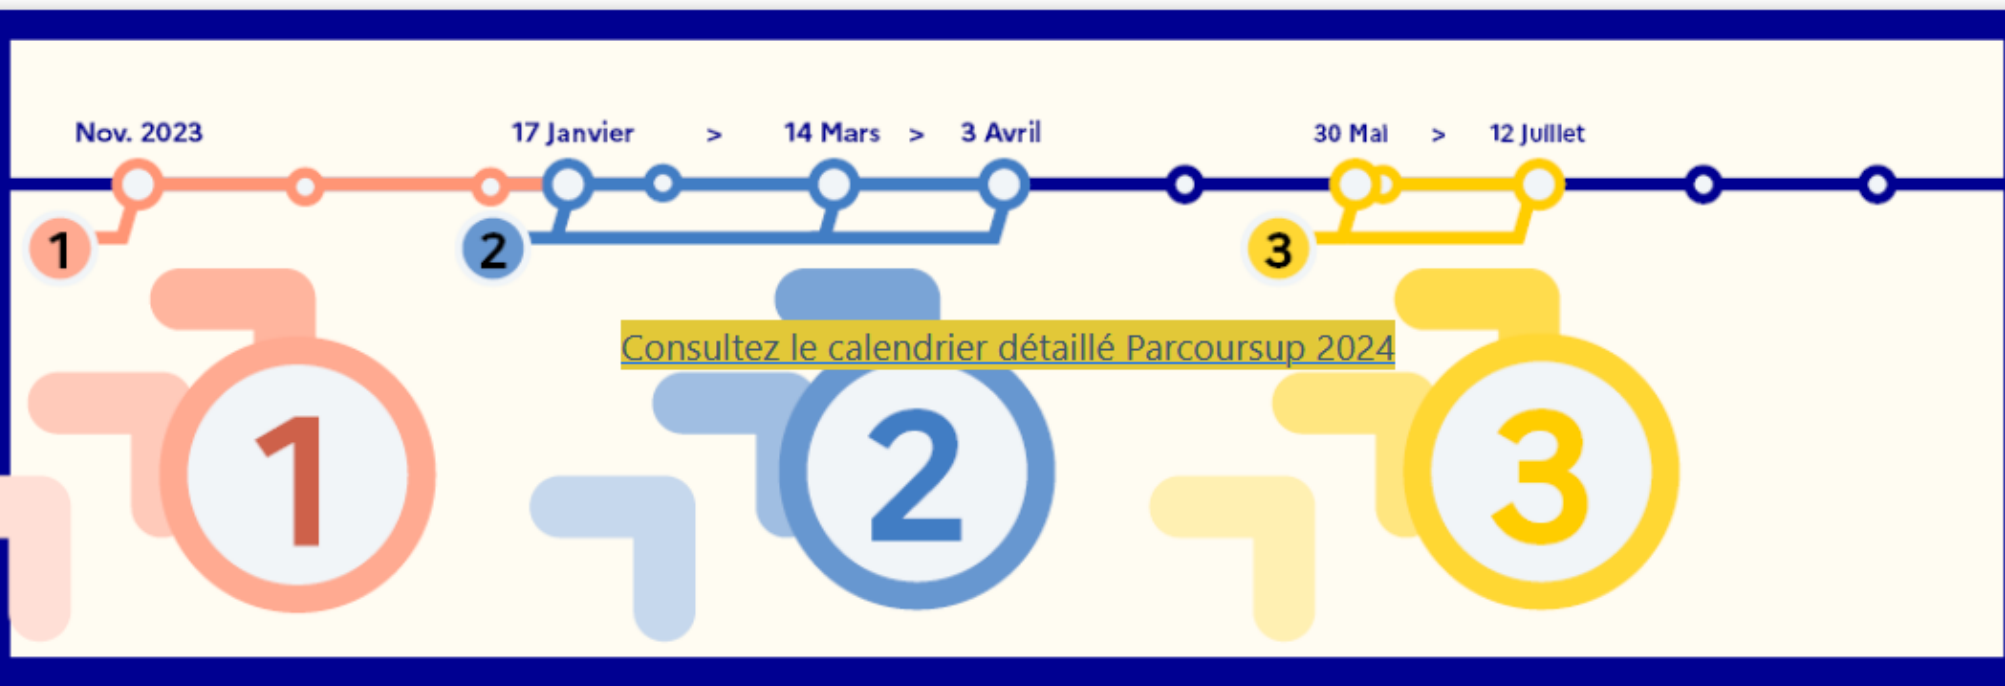 Nov. 2023 17 Janvier > 14 Mars > 3 Avril 30 Mai > 12 Juillet
1 2 3
Consultez le calendrier détaillé Parcoursup 2024
1 2 3